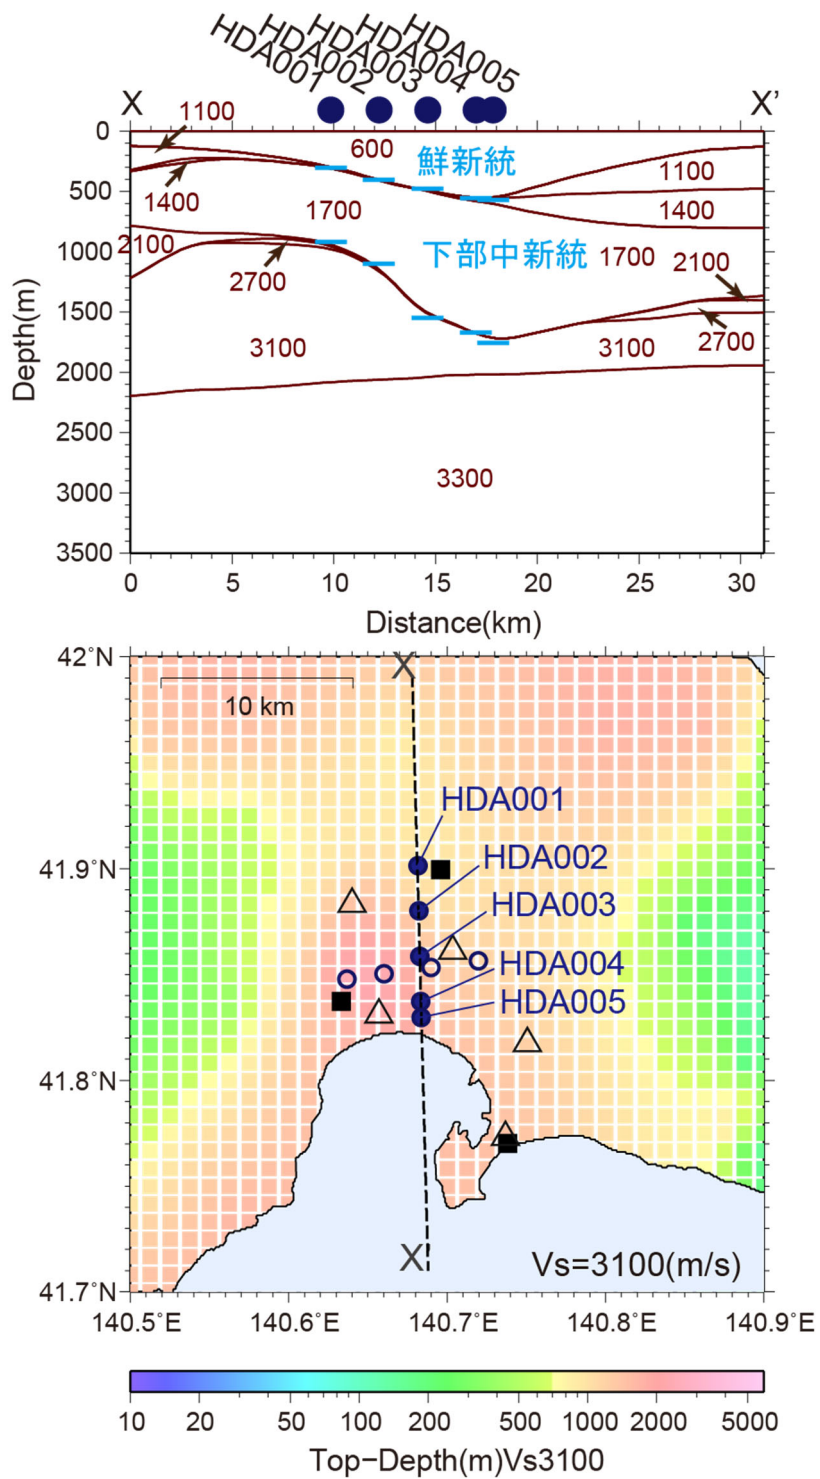 HDA001
HDA002
HDA003
HDA004
HDA005
X X’
1100
600
鮮新統
1100
1400
1400
1700
2100
下部中新統
1700
2100
2700
2700
3100
3100
3300
0
500
1000
1500
2000
2500
3000
3500
Depth(m)
0 5 10 15 20 25 30
Distance(km)
42˚N
X
10 km
HDA001
41.9˚N
HDA002
HDA003
HDA004
HDA005
41.8˚N
X
Vs=3100(m/s)
41.7˚N
140.5˚E 140.6˚E 140.7˚E 140.8˚E 140.9˚E
10 20 50 100 200 500 1000 2000 5000
Top−Depth(m)Vs3100